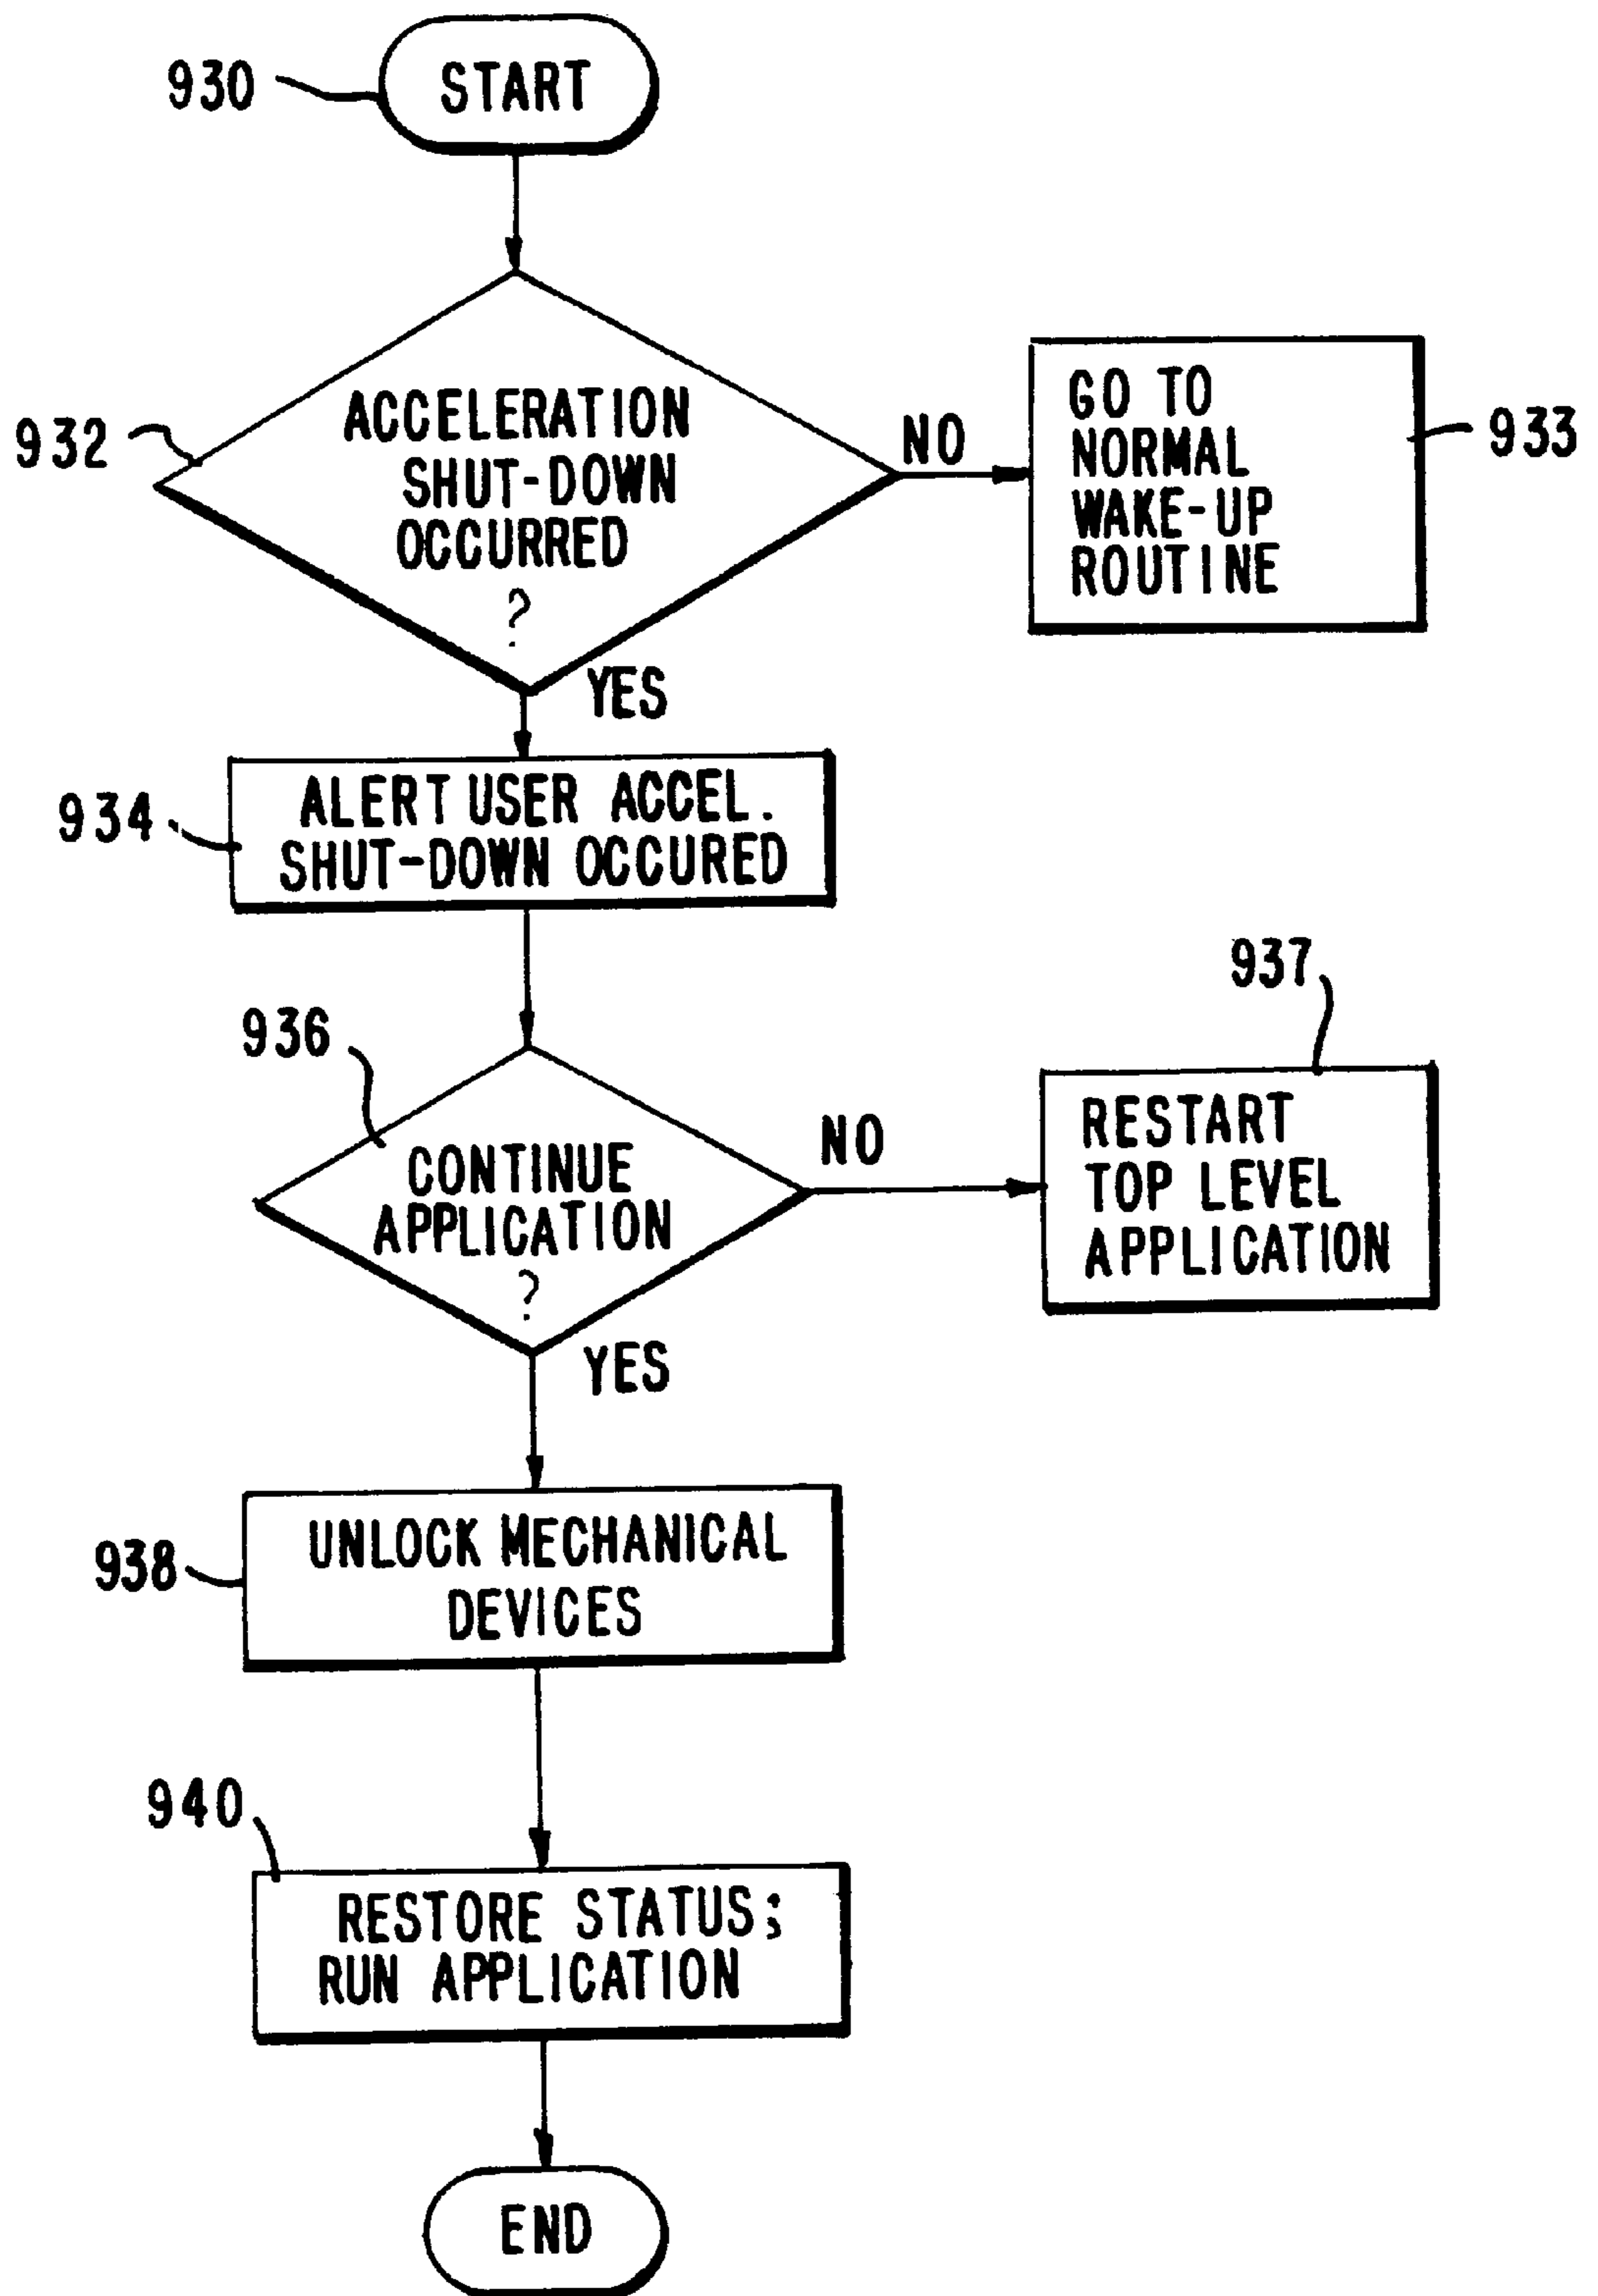 930
START
932
ACCELERATION
SHUT-DOWN
OCCURRED
?
NO
GO TO
NORMAL
WAKE-UP
ROUTINE
933
YES
934
ALERT USER ACCEL.
SHUT-DOWN OCCURED
936
CONTINUE
APPLICATION
?
NO
937
RESTART
TOP LEVEL
APPLICATION
YES
938
UNLOCK MECHANICAL
DEVICES
940
RESTORE STATUS;
RUN APPLICATION
END